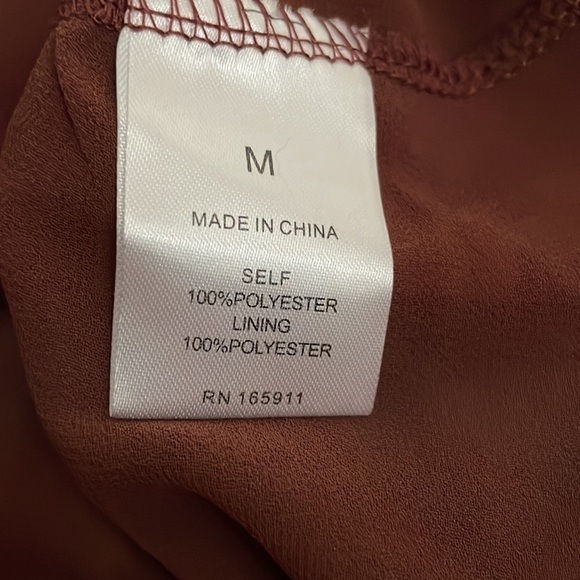 M
MADE IN CHINA
SELF
100%POLYESTER
LINING
100%POLYESTER
RN 165911